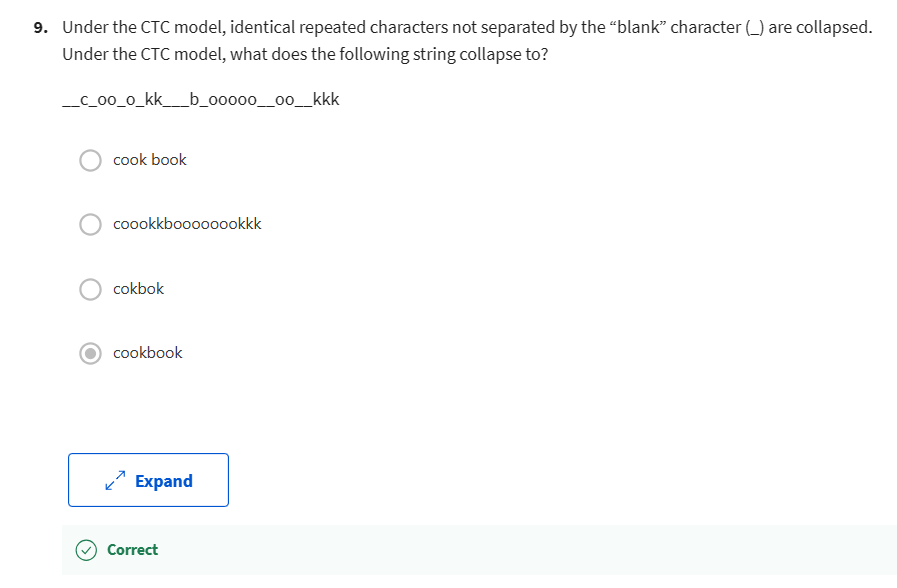 9. Under the CTC model, identical repeated characters not separated by the “blank” character (_) are collapsed.
Under the CTC model, what does the following string collapse to?
__c_oo_o_kk___b_ooooo__oo__kkk
cook book
coookkboooooookkk
cokbok
cookbook
Expand
Correct